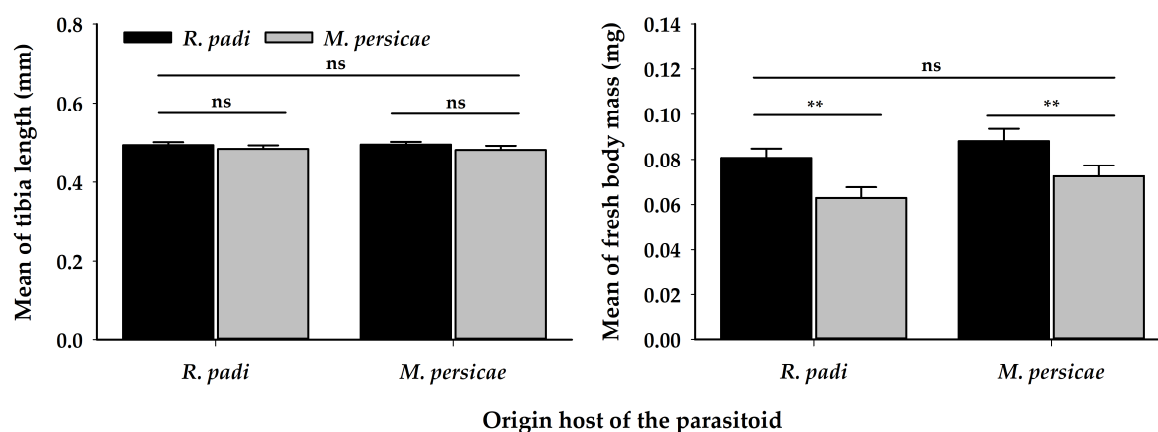 Mean of tibia length (mm)
0.8
0.6
0.4
0.2
0.0
R. padi M. persicae
ns
ns ns
R. padi M. persicae
Mean of fresh body mass (mg)
0.14
0.12
0.10
0.08
0.06
0.04
0.02
0.00
ns
** **
R. padi M. persicae
Origin host of the parasitoid